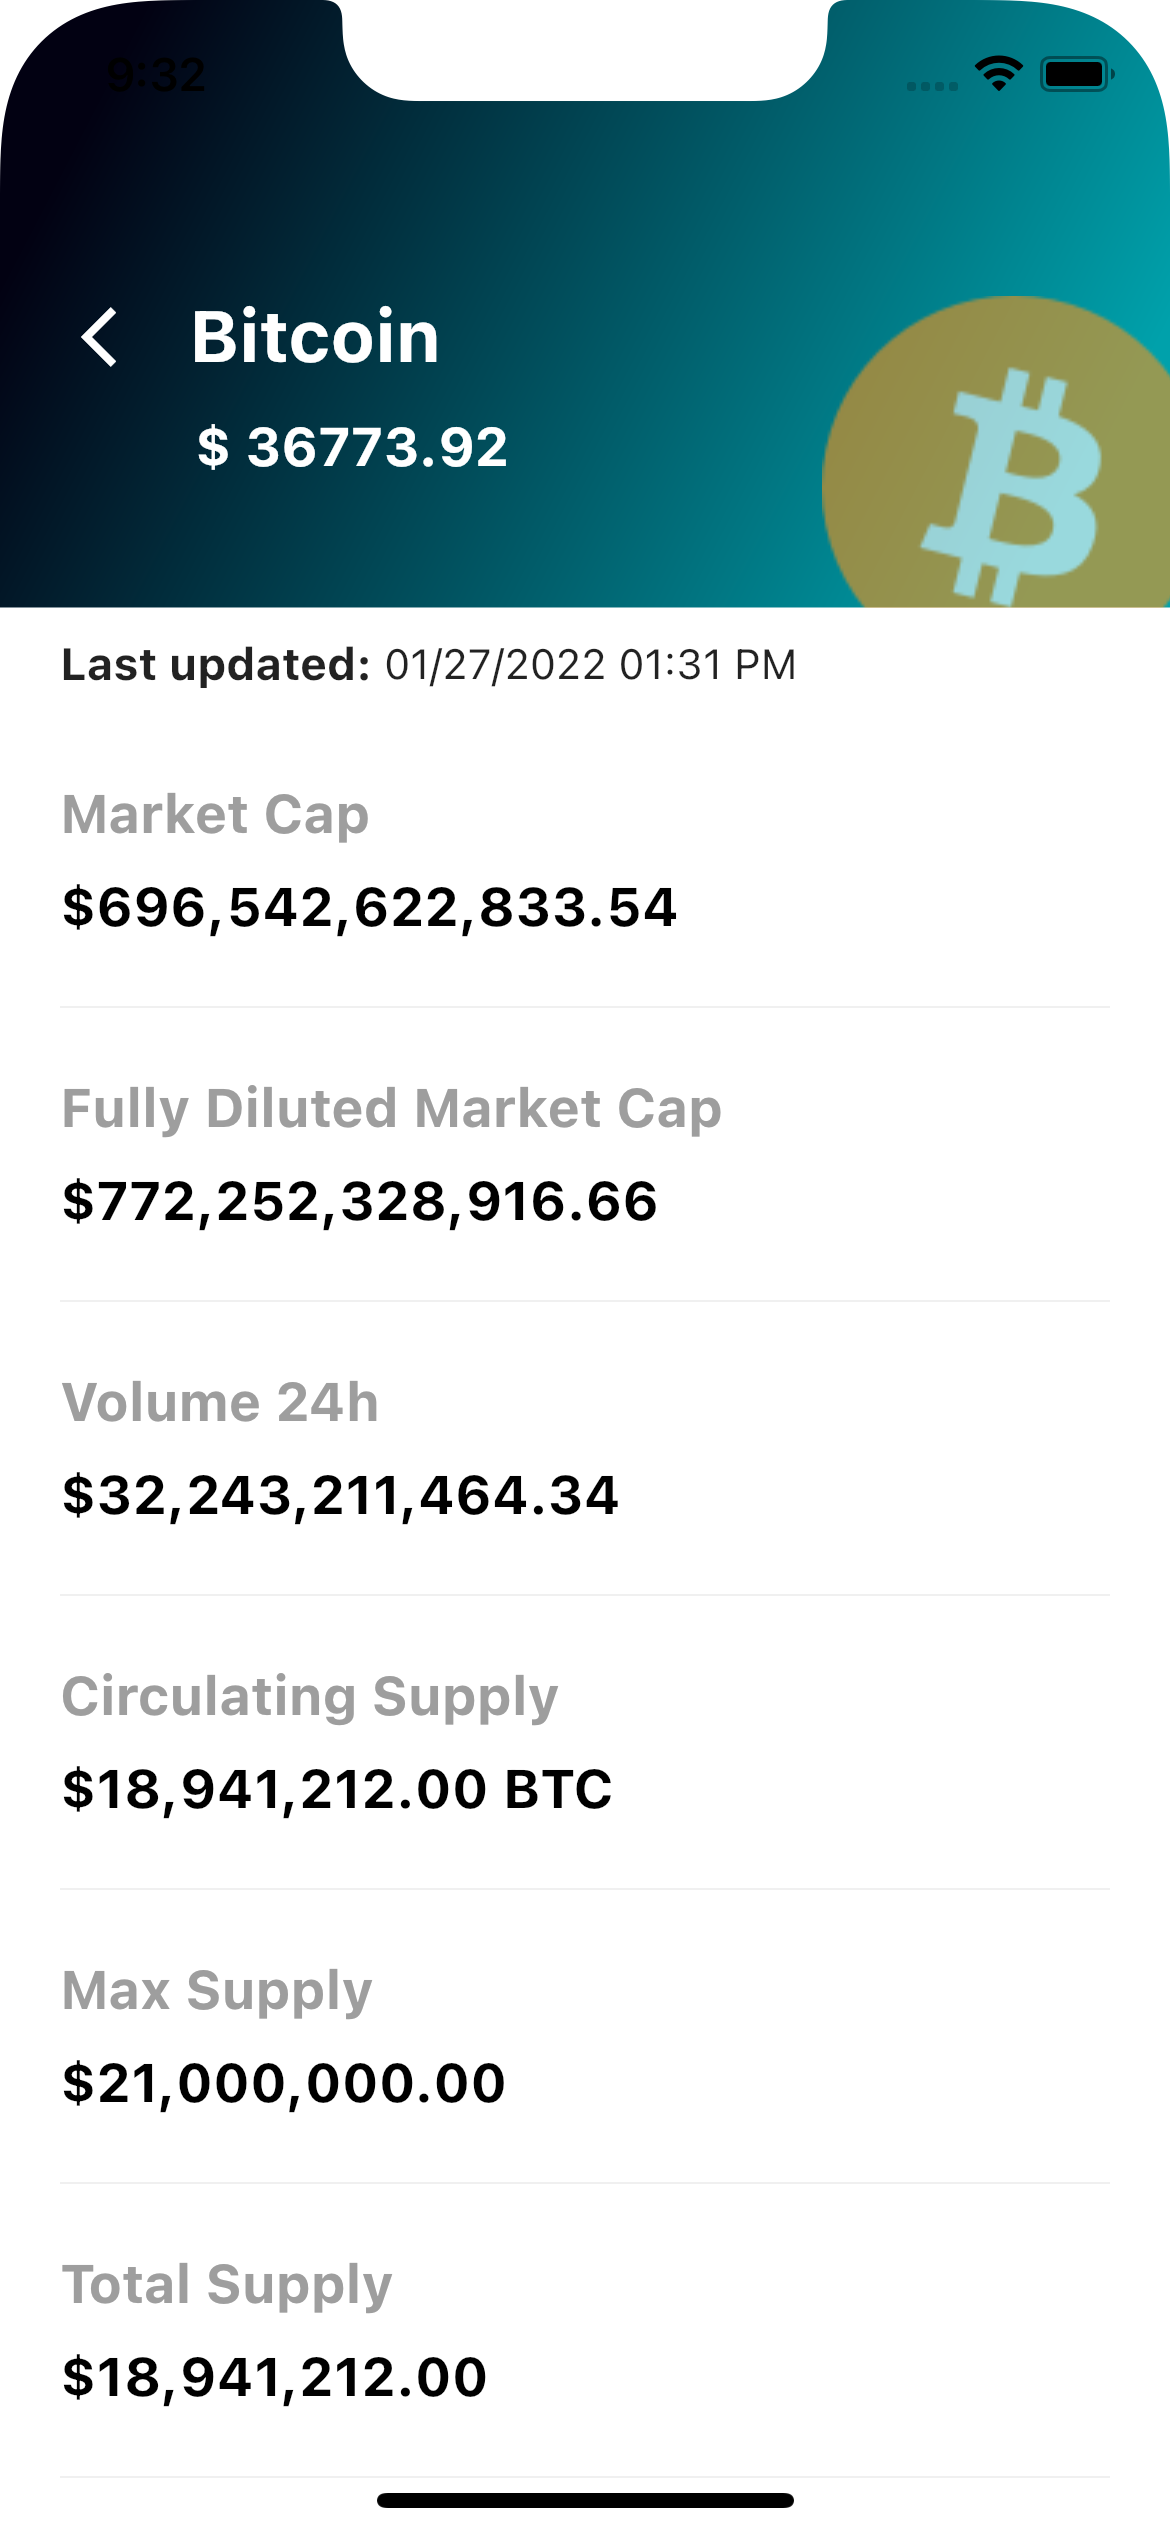 9:32
Bitcoin
$ 36773.92
Last updated: 01/27/2022 01:31 PM
Market Cap
$696,542,622,833.54
Fully Diluted Market Cap
$772,252,328,916.66
Volume 24h
$32,243,211,464.34
Circulating Supply
$18,941,212.00 BTC
Max Supply
$21,000,000.00
Total Supply
$18,941,212.00